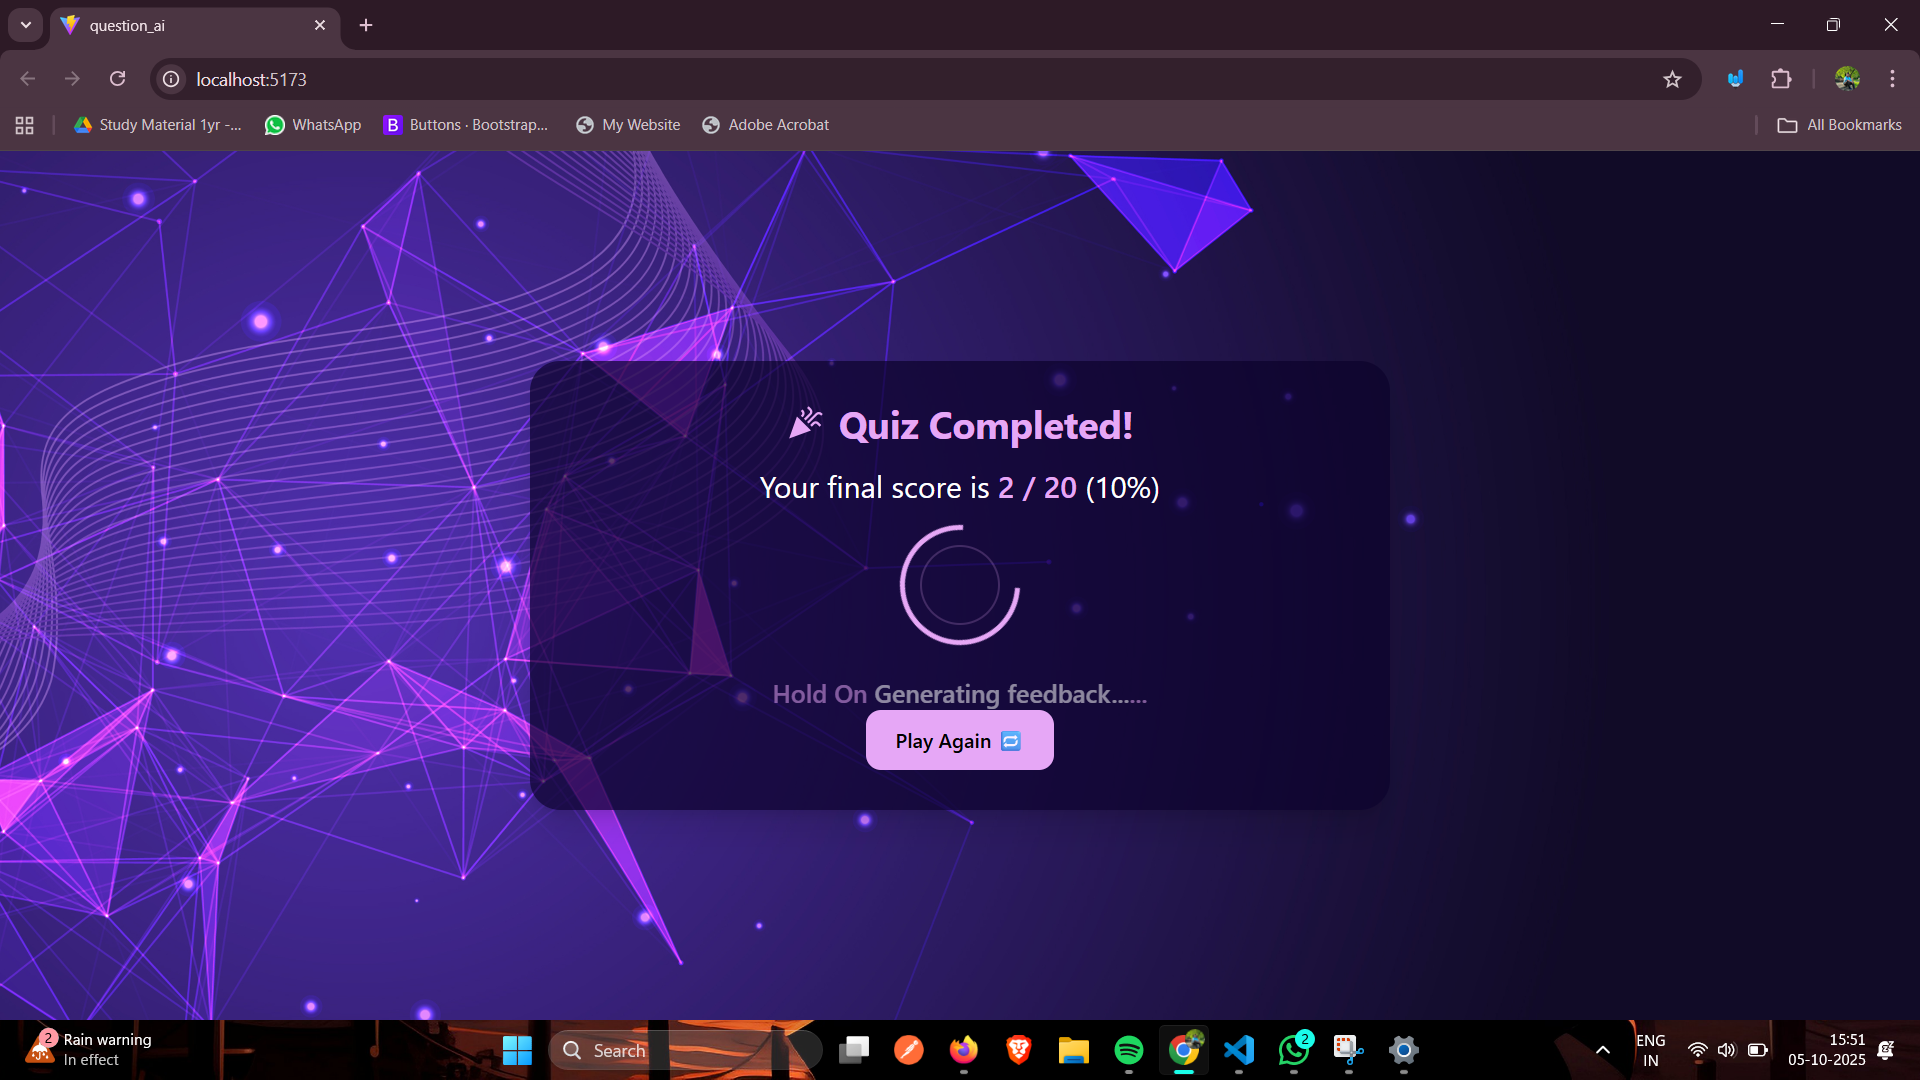 question_ai
localhost:5173
Study Material 1yr -...
WhatsApp
B
Buttons · Bootstrap...
My Website
Adobe Acrobat
All Bookmarks
Quiz Completed!
Your final score is 2 / 20 (10%)
Hold On Generating feedback......
Play Again
2
Rain warning
In effect
Search
2
ENG
IN
15:51
05-10-2025